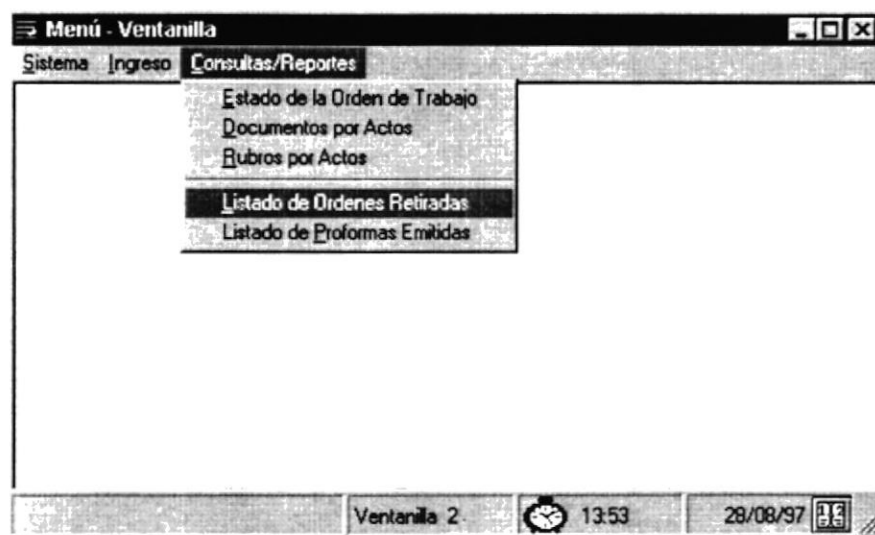 Menú - Ventanilla
Sistema Ingreso Consultas/Reportes
Estado de la Orden de Trabajo
Documentos por Actos
Rubros por Actos
Listado de Ordenes Retiradas
Listado de Proformas Emitidas
Ventanilla 2 13:53 28/08/97